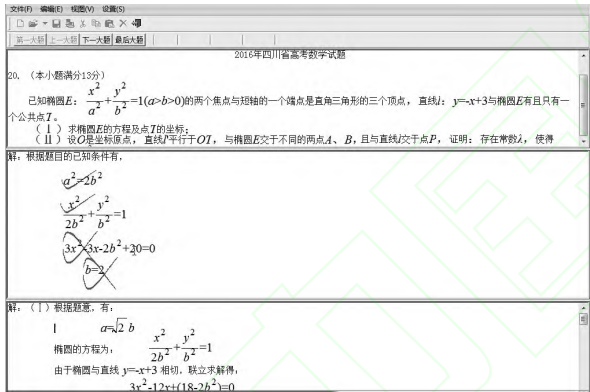 文件(F) 编辑(E) 视图(V) 设置(S)
第一大题 上一大题 下一大题 最后大题
2016年四川省高考数学试题
20. (本小题满分13分)
已知椭圆E: x²/a²+y²/b²=1(a>b>0)的两个焦点与短轴的一个端点是直角三角形的三个顶点, 直线l: y=-x+3与椭圆E有且只有一
个公共点T。
(Ⅰ) 求椭圆E的方程及点T的坐标;
(Ⅱ) 设O是坐标原点, 直线l'平行于OT, 与椭圆E交于不同的两点A、B, 且与直线l交于点P, 证明: 存在常数λ, 使得
解: 根据题目的已知条件有,
a²=2b²
x²/2b²+y²/b²=1
3x²-3x-2b²+20=0
b=2
解: (Ⅰ) 根据题意, 有:
a=√2 b
椭圆的方程为: x²/2b²+y²/b²=1
由于椭圆与直线 y=-x+3 相切, 联立求解得,
3x²-12x+(18-2b²)=0